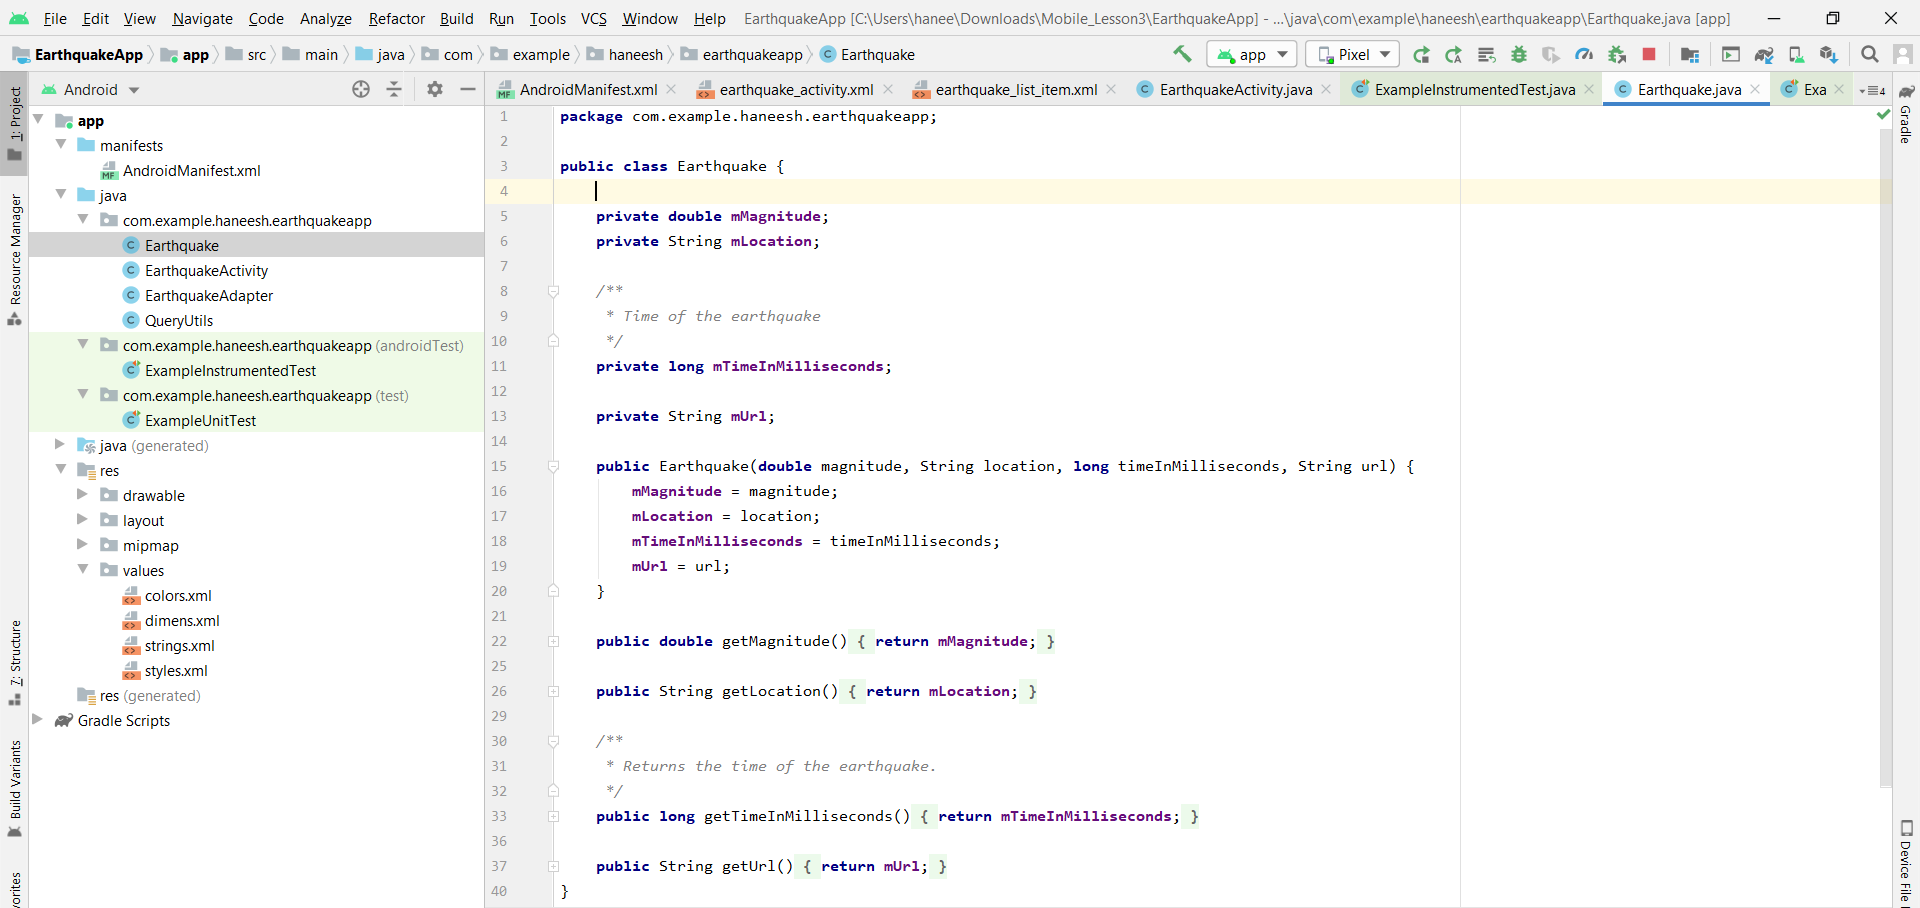 File Edit View Navigate Code Analyze Refactor Build Run Tools VCS Window Help EarthquakeApp [C:\Users\hanee\Downloads\Mobile_Lesson3\EarthquakeApp] - ...\java\com\example\haneesh\earthquakeapp\Earthquake.java [app]
EarthquakeApp app src main java com example haneesh earthquakeapp Earthquake app Pixel
Android
AndroidManifest.xml earthquake_activity.xml earthquake_list_item.xml EarthquakeActivity.java ExampleInstrumentedTest.java Earthquake.java Exa 4
1: Project
Resource Manager
7: Structure
Build Variants
vorites
app
manifests
AndroidManifest.xml
java
com.example.haneesh.earthquakeapp
Earthquake
EarthquakeActivity
EarthquakeAdapter
QueryUtils
com.example.haneesh.earthquakeapp (androidTest)
ExampleInstrumentedTest
com.example.haneesh.earthquakeapp (test)
ExampleUnitTest
java (generated)
res
drawable
layout
mipmap
values
colors.xml
dimens.xml
strings.xml
styles.xml
res (generated)
Gradle Scripts
1 package com.example.haneesh.earthquakeapp;
2
3 public class Earthquake {
4
5 private double mMagnitude;
6 private String mLocation;
7
8 /**
9 * Time of the earthquake
10 */
11 private long mTimeInMilliseconds;
12
13 private String mUrl;
14
15 public Earthquake(double magnitude, String location, long timeInMilliseconds, String url) {
16 mMagnitude = magnitude;
17 mLocation = location;
18 mTimeInMilliseconds = timeInMilliseconds;
19 mUrl = url;
20 }
21
22 public double getMagnitude() { return mMagnitude; }
25
26 public String getLocation() { return mLocation; }
29
30 /**
31 * Returns the time of the earthquake.
32 */
33 public long getTimeInMilliseconds() { return mTimeInMilliseconds; }
36
37 public String getUrl() { return mUrl; }
40 }
Gradle
Device File